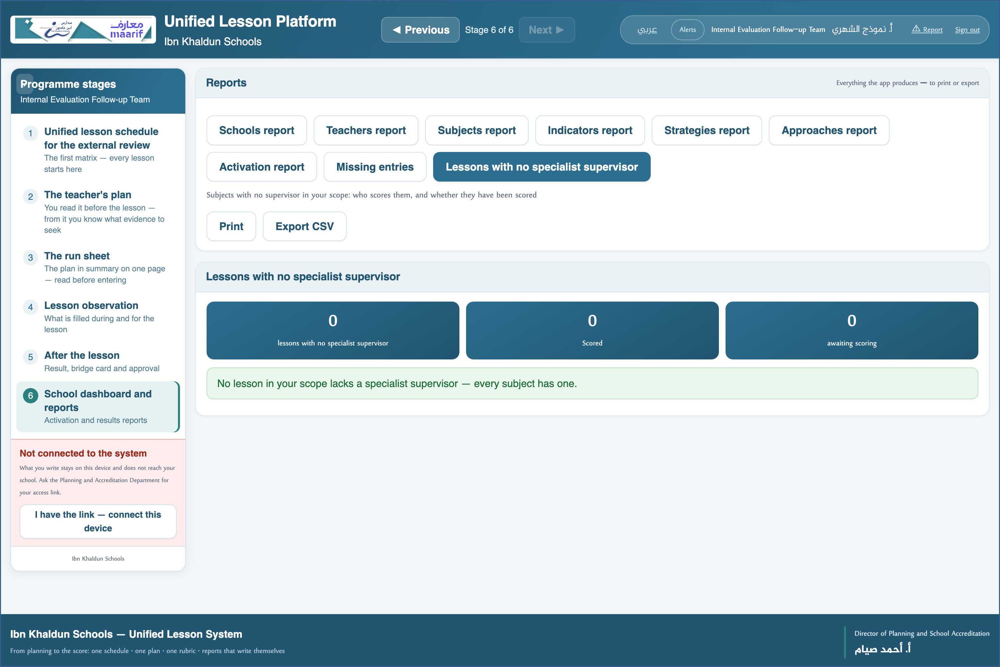 مدارس
ابن خلدون
Ibn Khaldun Schools
معارف
maarif
Unified Lesson Platform
Ibn Khaldun Schools
◀ Previous
Stage 6 of 6
Next ▶
عربي
Alerts
Internal Evaluation Follow-up Team
أ. نموذج الشهري
⚠ Report
Sign out
Programme stages
Internal Evaluation Follow-up Team
1
Unified lesson schedule
for the external review
The first matrix — every lesson
starts here
2
The teacher's plan
You read it before the lesson —
from it you know what evidence to
seek
3
The run sheet
The plan in summary on one page
— read before entering
4
Lesson observation
What is filled during and for the
lesson
5
After the lesson
Result, bridge card and approval
6
School dashboard and
reports
Activation and results reports
Not connected to the system
What you write stays on this device and does not reach your
school. Ask the Planning and Accreditation Department for
your access link.
I have the link — connect this
device
Ibn Khaldun Schools
Reports
Everything the app produces — to print or export
Schools report
Teachers report
Subjects report
Indicators report
Strategies report
Approaches report
Activation report
Missing entries
Lessons with no specialist supervisor
Subjects with no supervisor in your scope: who scores them, and whether they have been scored
Print
Export CSV
Lessons with no specialist supervisor
0
lessons with no specialist supervisor
0
Scored
0
awaiting scoring
No lesson in your scope lacks a specialist supervisor — every subject has one.
Ibn Khaldun Schools — Unified Lesson System
From planning to the score: one schedule · one plan · one rubric · reports that write themselves
Director of Planning and School Accreditation
أ. أحمد صيام